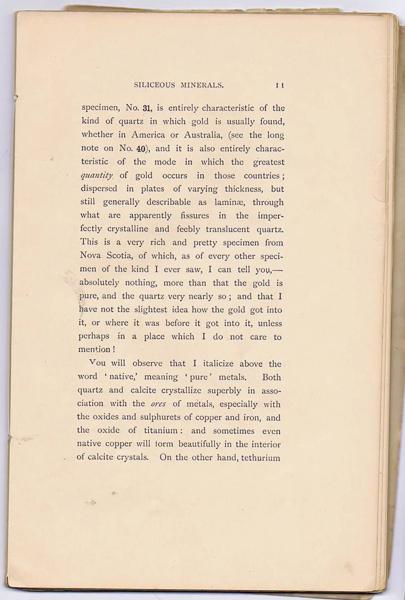 SILICEOUS MINERALS. 11
specimen, No. 31, is entirely characteristic of the
kind of quartz in which gold is usually found,
whether in America or Australia, (see the long
note on No. 40), and it is also entirely charac-
teristic of the mode in which the greatest
quantity of gold occurs in those countries;
dispersed in plates of varying thickness, but
still generally describable as laminæ, through
what are apparently fissures in the imper-
fectly crystalline and feebly translucent quartz.
This is a very rich and pretty specimen from
Nova Scotia, of which, as of every other speci-
men of the kind I ever saw, I can tell you,—
absolutely nothing, more than that the gold is
pure, and the quartz very nearly so; and that I
have not the slightest idea how the gold got into
it, or where it was before it got into it, unless
perhaps in a place which I do not care to
mention!
You will observe that I italicize above the
word 'native,' meaning 'pure' metals. Both
quartz and calcite crystallize superbly in asso-
ciation with the ores of metals, especially with
the oxides and sulphurets of copper and iron, and
the oxide of titanium: and sometimes even
native copper will form beautifully in the interior
of calcite crystals. On the other hand, tethurium